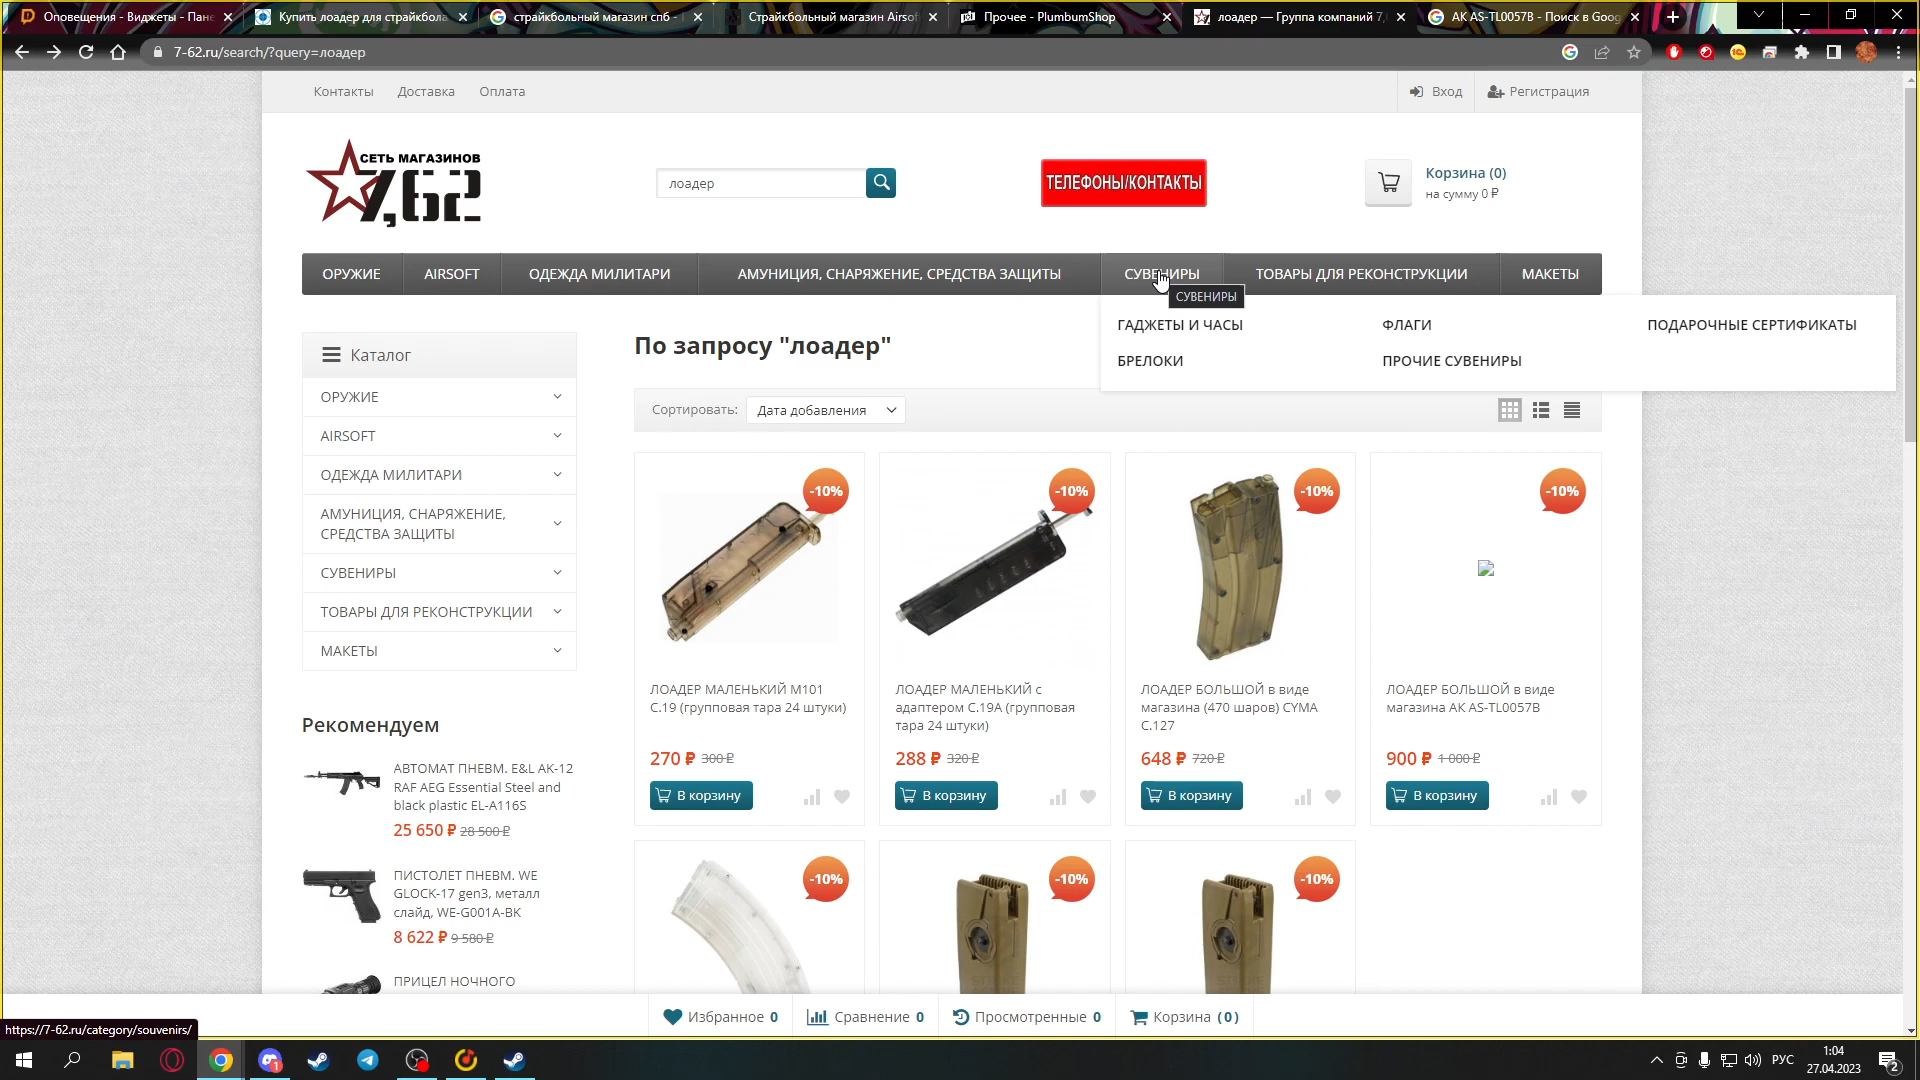 Оповещения - Виджеты - Пане
Купить лоадер для страйкбола
страйкбольный магазин спб -
Страйкбольный магазин Airsof
Прочее - PlumbumShop
лоадер — Группа компаний 7,
AK AS-TL0057B - Поиск в Goog
7-62.ru/search/?query=лоадер
Контакты
Доставка
Оплата
Вход
Регистрация
СЕТЬ МАГАЗИНОВ
7,62
лоадер
ТЕЛЕФОНЫ/КОНТАКТЫ
Корзина (0)
на сумму 0 ₽
ОРУЖИЕ
AIRSOFT
ОДЕЖДА МИЛИТАРИ
АМУНИЦИЯ, СНАРЯЖЕНИЕ, СРЕДСТВА ЗАЩИТЫ
СУВЕНИРЫ
ТОВАРЫ ДЛЯ РЕКОНСТРУКЦИИ
МАКЕТЫ
СУВЕНИРЫ
ГАДЖЕТЫ И ЧАСЫ
ФЛАГИ
ПОДАРОЧНЫЕ СЕРТИФИКАТЫ
БРЕЛОКИ
ПРОЧИЕ СУВЕНИРЫ
Каталог
ОРУЖИЕ
AIRSOFT
ОДЕЖДА МИЛИТАРИ
АМУНИЦИЯ, СНАРЯЖЕНИЕ,
СРЕДСТВА ЗАЩИТЫ
СУВЕНИРЫ
ТОВАРЫ ДЛЯ РЕКОНСТРУКЦИИ
МАКЕТЫ
Рекомендуем
АВТОМАТ ПНЕВМ. E&L AK-12
RAF AEG Essential Steel and
black plastic EL-A116S
25 650 ₽ 28 500 ₽
ПИСТОЛЕТ ПНЕВМ. WE
GLOCK-17 gen3, металл
слайд, WE-G001A-BK
8 622 ₽ 9 580 ₽
ПРИЦЕЛ НОЧНОГО
По запросу "лоадер"
Сортировать:
Дата добавления
-10%
ЛОАДЕР МАЛЕНЬКИЙ M101
C.19 (групповая тара 24 штуки)
270 ₽ 300 ₽
В корзину
-10%
ЛОАДЕР МАЛЕНЬКИЙ с
адаптером C.19A (групповая
тара 24 штуки)
288 ₽ 320 ₽
В корзину
-10%
ЛОАДЕР БОЛЬШОЙ в виде
магазина (470 шаров) CYMA
C.127
648 ₽ 720 ₽
В корзину
-10%
ЛОАДЕР БОЛЬШОЙ в виде
магазина АК AS-TL0057B
900 ₽ 1 000 ₽
В корзину
-10%
-10%
-10%
Избранное 0
Сравнение 0
Просмотренные 0
Корзина (0)
https://7-62.ru/category/souvenirs/
1
РУС
1:04
27.04.2023
2